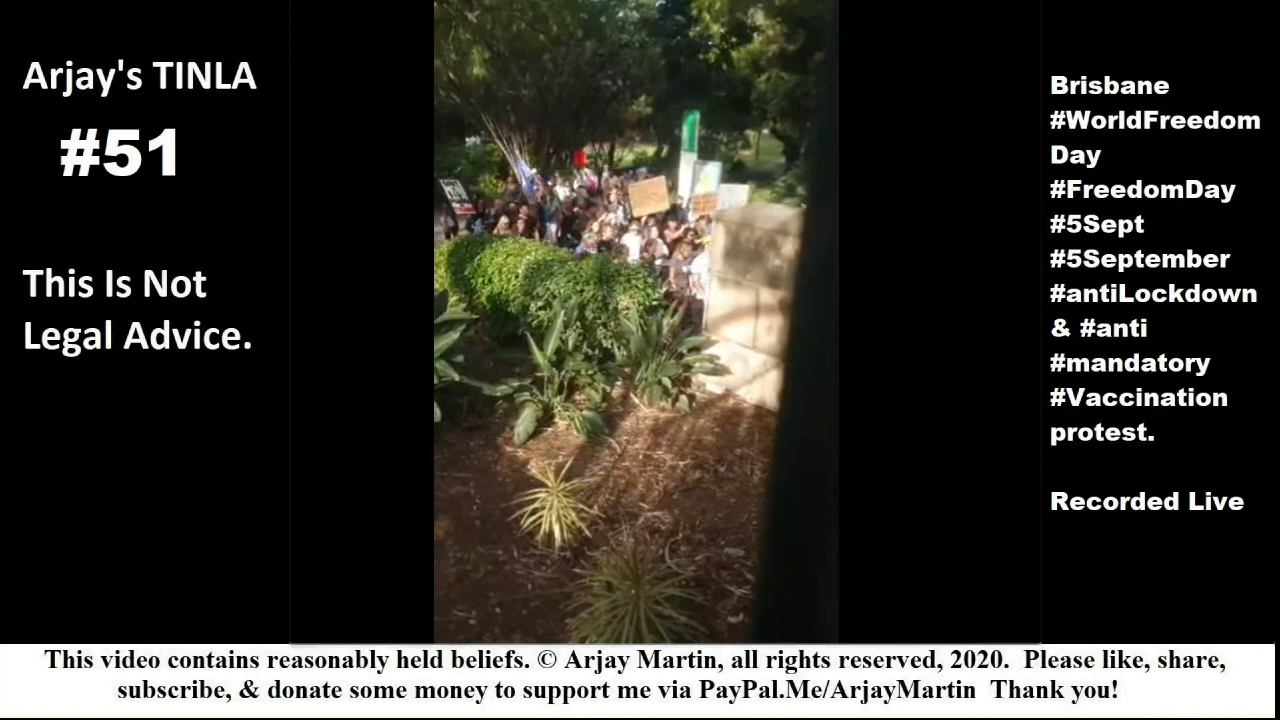 Arjay's TINLA
#51
This Is Not
Legal Advice.
Brisbane
#WorldFreedom
Day
#FreedomDay
#5Sept
#5September
#antiLockdown
& #anti
#mandatory
#Vaccination
protest.
Recorded Live
This video contains reasonably held beliefs. © Arjay Martin, all rights reserved, 2020. Please like, share,
subscribe, & donate some money to support me via PayPal.Me/ArjayMartin Thank you!